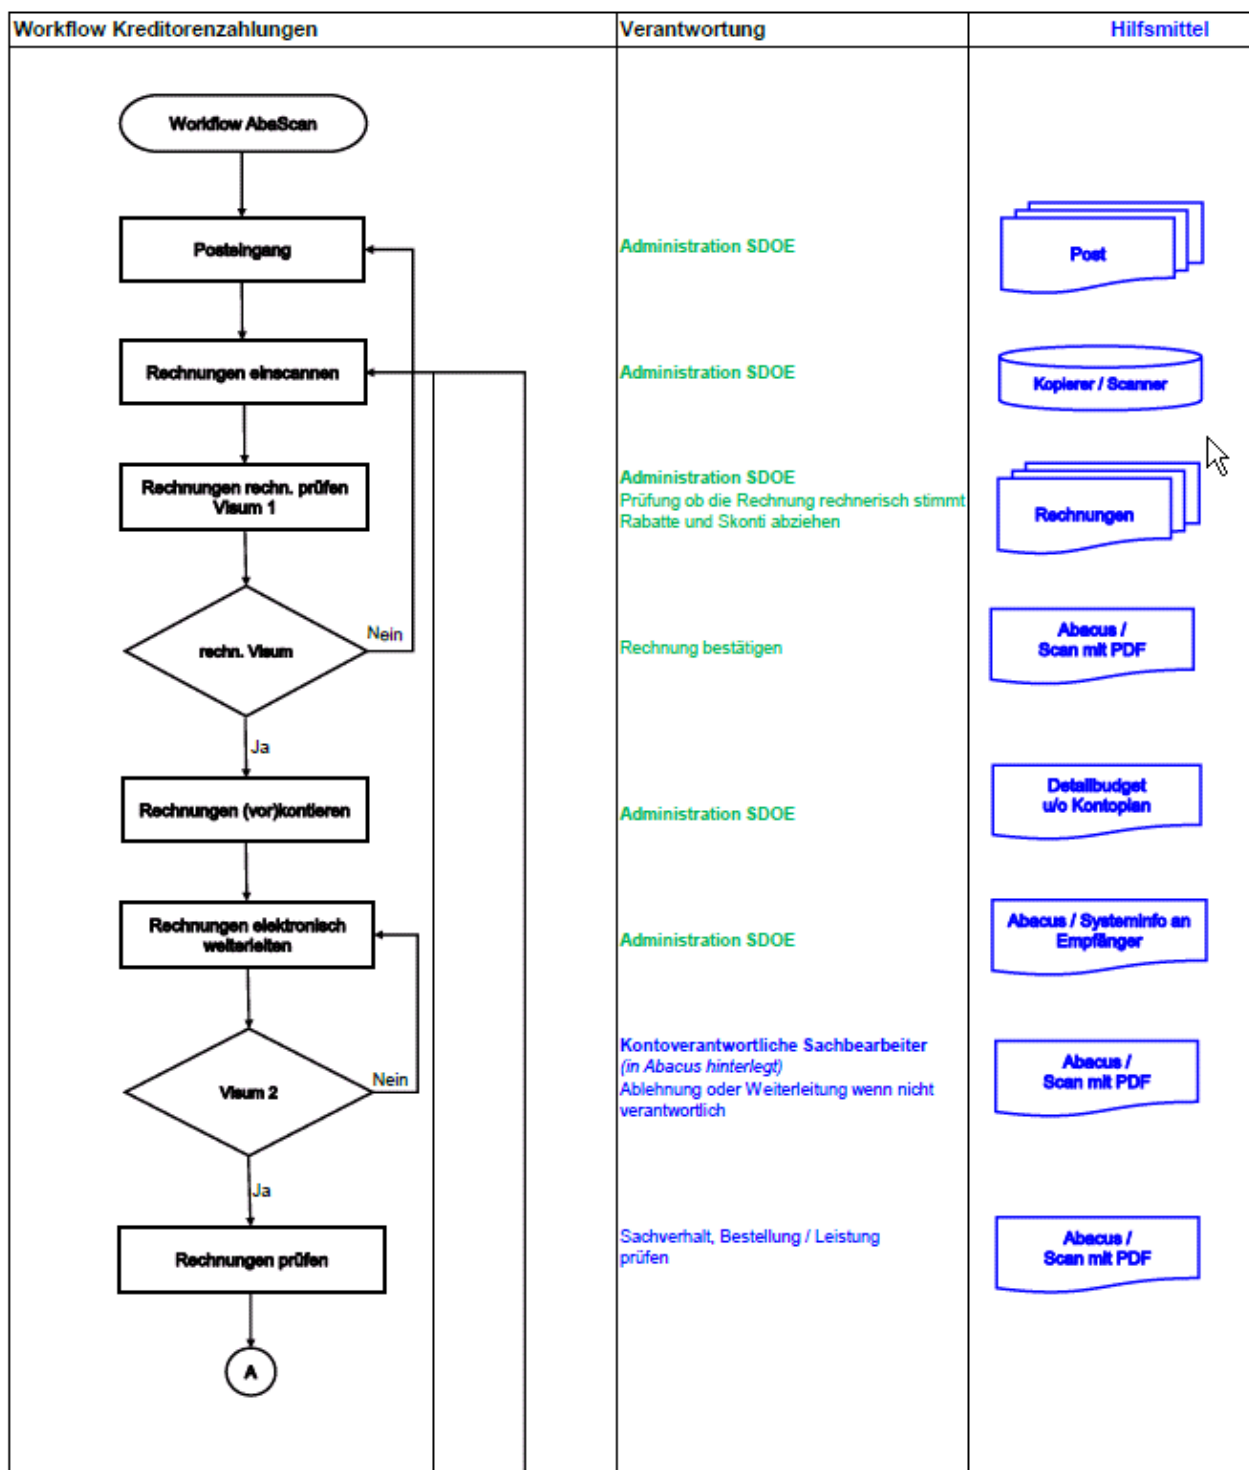 Workflow Kreditorenzahlungen
Verantwortung
Hilfsmittel
Workflow AbaScan
Posteingang
Administration SDOE
Post
Rechnungen einscannen
Administration SDOE
Kopierer / Scanner
Rechnungen rechn. prüfen
Visum 1
Administration SDOE
Prüfung ob die Rechnung rechnerisch stimmt
Rabatte und Skonti abziehen
Rechnungen
rechn. Visum
Nein
Rechnung bestätigen
Abacus /
Scan mit PDF
Ja
Rechnungen (vor)kontieren
Administration SDOE
Detailbudget
u/o Kontoplan
Rechnungen elektronisch
weiterleiten
Administration SDOE
Abacus / Systeminfo an
Empfänger
Visum 2
Nein
Kontoverantwortliche Sachbearbeiter
(in Abacus hinterlegt)
Ablehnung oder Weiterleitung wenn nicht
verantwortlich
Abacus /
Scan mit PDF
Ja
Rechnungen prüfen
Sachverhalt, Bestellung / Leistung
prüfen
Abacus /
Scan mit PDF
A